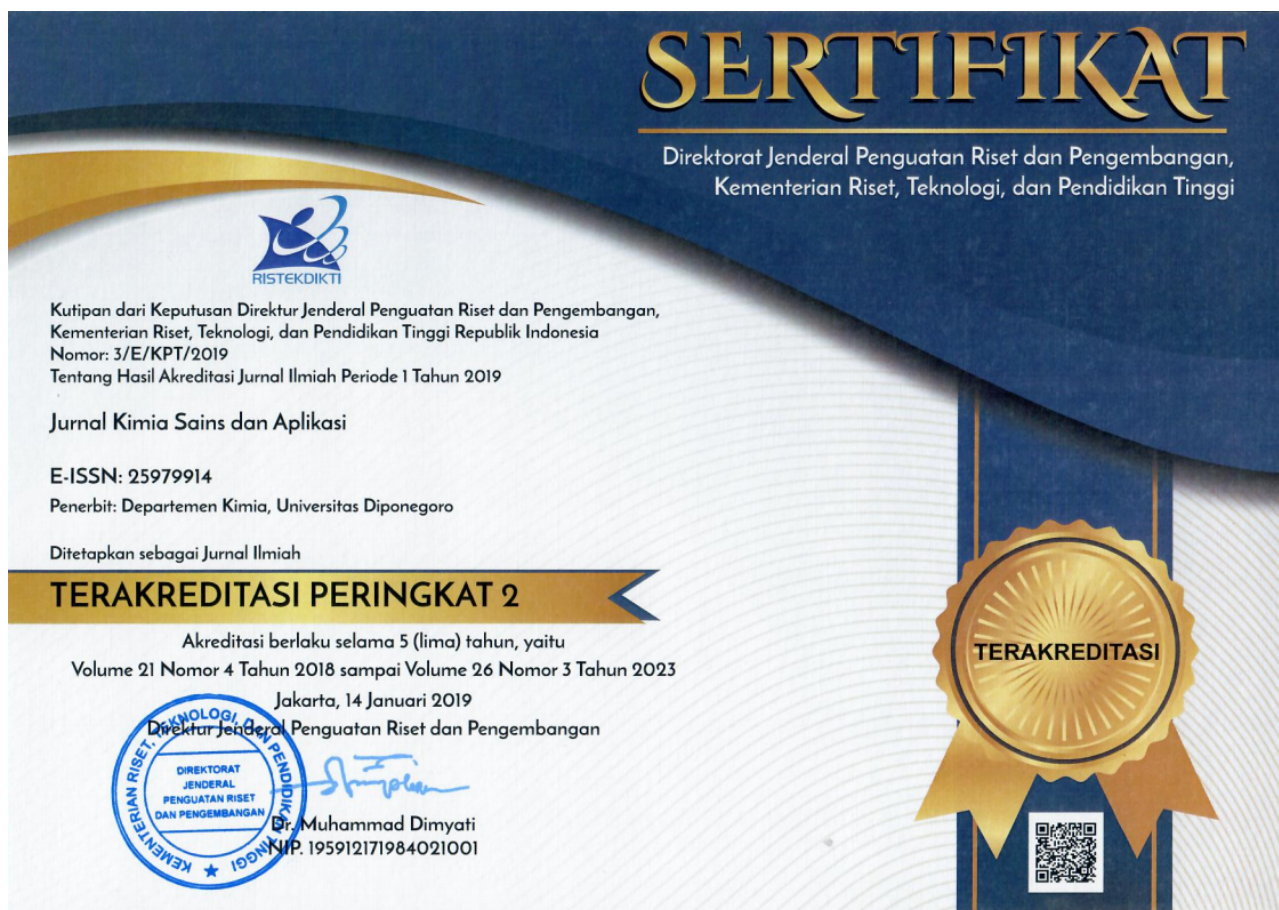 SERTIFIKAT
Direktorat Jenderal Penguatan Riset dan Pengembangan,
Kementerian Riset, Teknologi, dan Pendidikan Tinggi
RISTEKDIKTI
Kutipan dari Keputusan Direktur Jenderal Penguatan Riset dan Pengembangan,
Kementerian Riset, Teknologi, dan Pendidikan Tinggi Republik Indonesia
Nomor: 3/E/KPT/2019
Tentang Hasil Akreditasi Jurnal Ilmiah Periode 1 Tahun 2019
Jurnal Kimia Sains dan Aplikasi
E-ISSN: 25979914
Penerbit: Departemen Kimia, Universitas Diponegoro
Ditetapkan sebagai Jurnal Ilmiah
TERAKREDITASI PERINGKAT 2
Akreditasi berlaku selama 5 (lima) tahun, yaitu
Volume 21 Nomor 4 Tahun 2018 sampai Volume 26 Nomor 3 Tahun 2023
Jakarta, 14 Januari 2019
Direktur Jenderal Penguatan Riset dan Pengembangan
KEMENTERIAN RISET, TEKNOLOGI, DAN PENDIDIKAN TINGGI
DIREKTORAT
JENDERAL
PENGUATAN RISET
DAN PENGEMBANGAN
Dr. Muhammad Dimyati
NIP. 195912171984021001
TERAKREDITASI